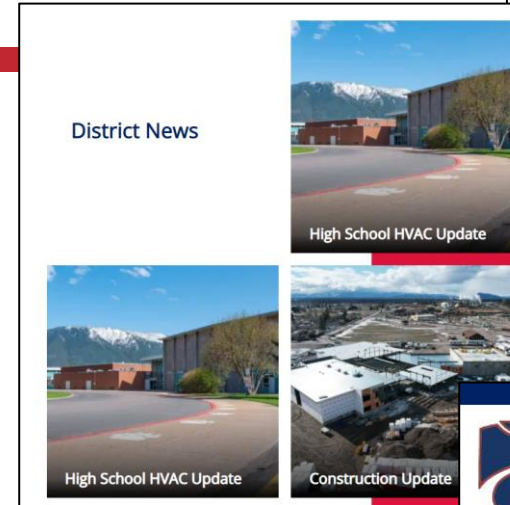 District News
High School HVAC Update
High School HVAC Update
Construction Update